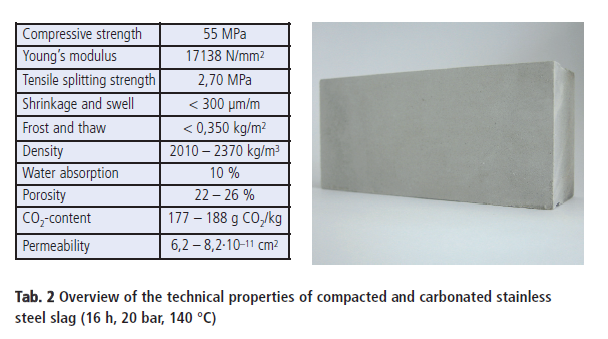 Compressive strength 55 MPa
Young's modulus 17138 N/mm²
Tensile splitting strength 2,70 MPa
Shrinkage and swell < 300 µm/m
Frost and thaw < 0,350 kg/m²
Density 2010 – 2370 kg/m³
Water absorption 10 %
Porosity 22 – 26 %
CO₂-content 177 – 188 g CO₂/kg
Permeability 6,2 – 8,2·10⁻¹¹ cm²
Tab. 2 Overview of the technical properties of compacted and carbonated stainless
steel slag (16 h, 20 bar, 140 °C)